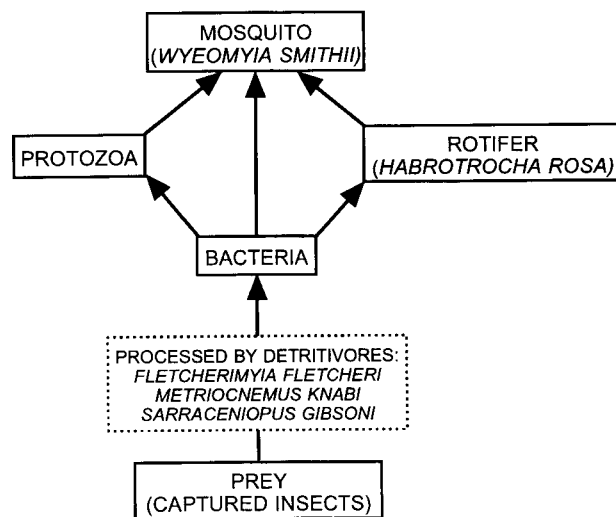 MOSQUITO
(WYEOMYIA SMITHII)
PROTOZOA
ROTIFER
(HABROTROCHA ROSA)
BACTERIA
PROCESSED BY DETRITIVORES:
FLETCHERIMYIA FLETCHERI
METRIOCNEMUS KNABI
SARRACENIOPUS GIBSONI
PREY
(CAPTURED INSECTS)